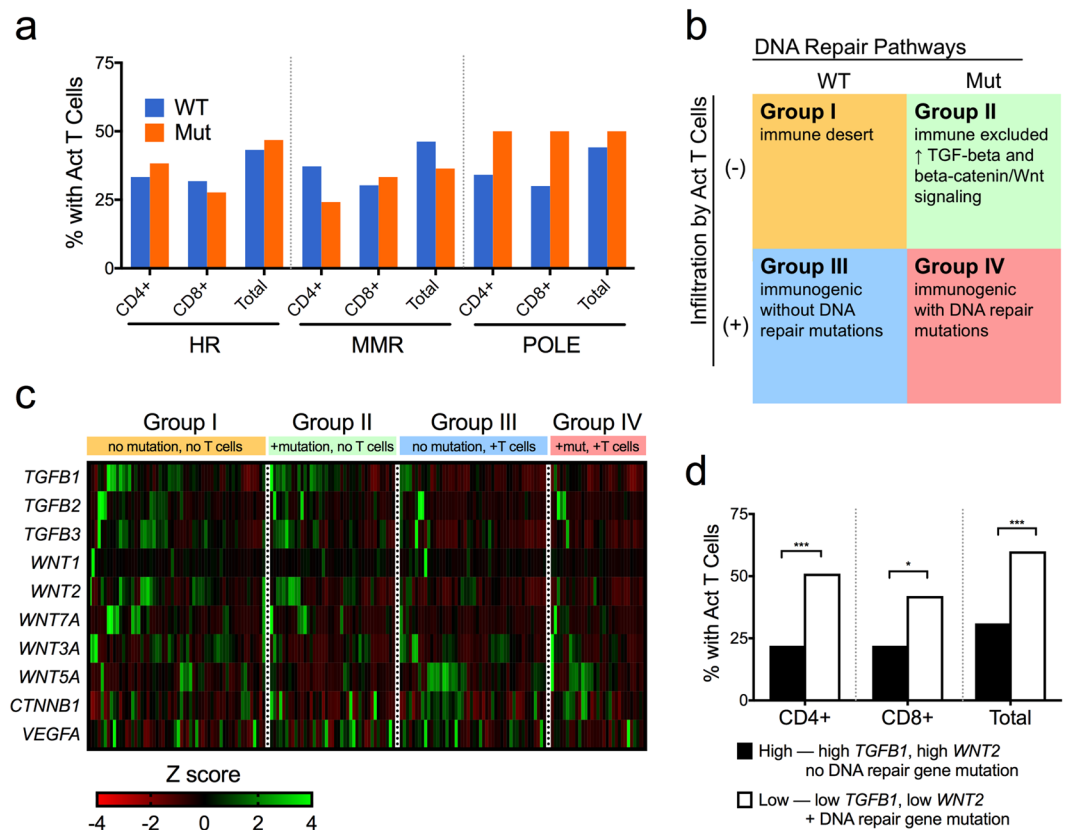 a
75
50
25
0
% with Act T Cells
WT
Mut
CD4+
CD8+
Total
CD4+
CD8+
Total
CD4+
CD8+
Total
HR
MMR
POLE
b
DNA Repair Pathways
WT
Mut
Infiltration by Act T Cells
(-)
(+)
Group I
immune desert
Group II
immune excluded
↑ TGF-beta and
beta-catenin/Wnt
signaling
Group III
immunogenic
without DNA
repair mutations
Group IV
immunogenic
with DNA repair
mutations
c
Group I
Group II
Group III
Group IV
no mutation, no T cells
+mutation, no T cells
no mutation, +T cells
+mut, +T cells
TGFB1
TGFB2
TGFB3
WNT1
WNT2
WNT7A
WNT3A
WNT5A
CTNNB1
VEGFA
Z score
-4
-2
0
2
4
d
75
50
25
0
% with Act T Cells
***
*
***
CD4+
CD8+
Total
High — high TGFB1, high WNT2
no DNA repair gene mutation
Low — low TGFB1, low WNT2
+ DNA repair gene mutation